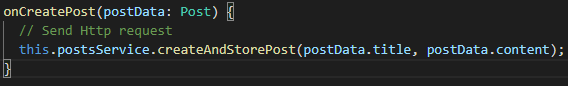 onCreatePost(postData: Post) {
  // Send Http request
  this.postsService.createAndStorePost(postData.title, postData.content);
}